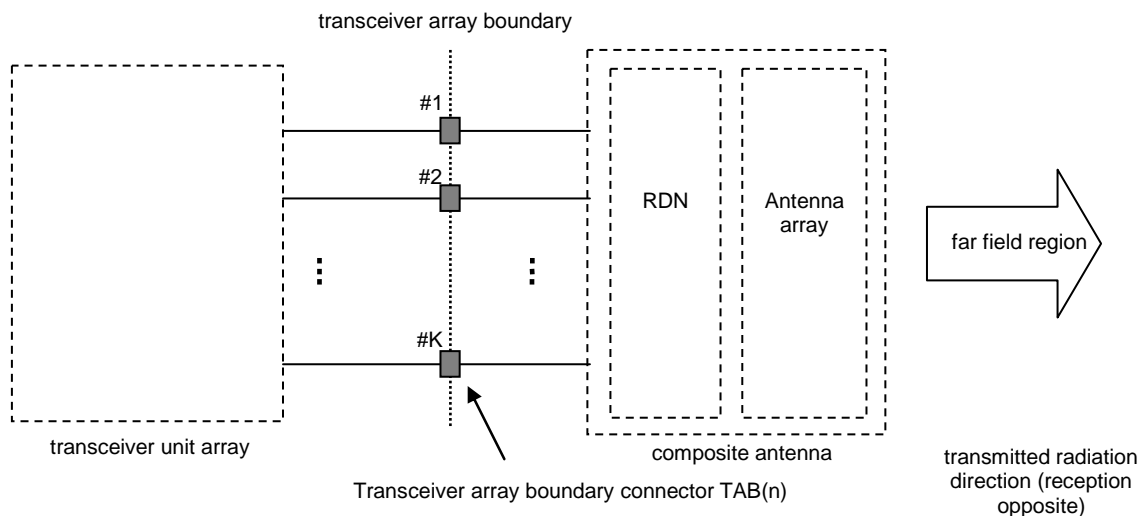 transceiver array boundary
#1
#2
RDN
Antenna
array
far field region
#K
transceiver unit array
composite antenna
Transceiver array boundary connector TAB(n)
transmitted radiation
direction (reception
opposite)